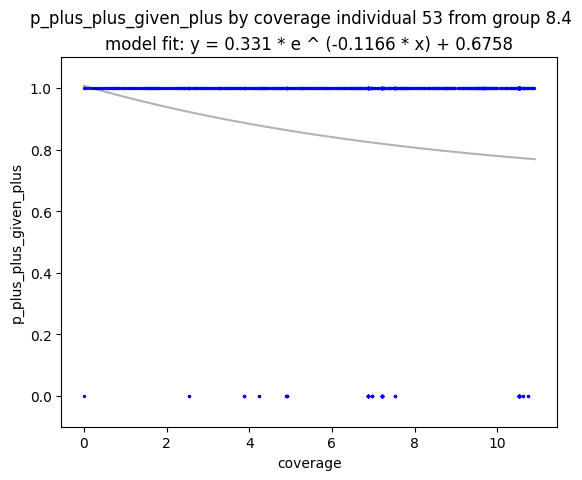 p_plus_plus_given_plus by coverage individual 53 from group 8.4
model fit: y = 0.331 * e ^ (-0.1166 * x) + 0.6758
1.0
0.8
0.6
0.4
0.2
0.0
p_plus_plus_given_plus
0 2 4 6 8 10
coverage